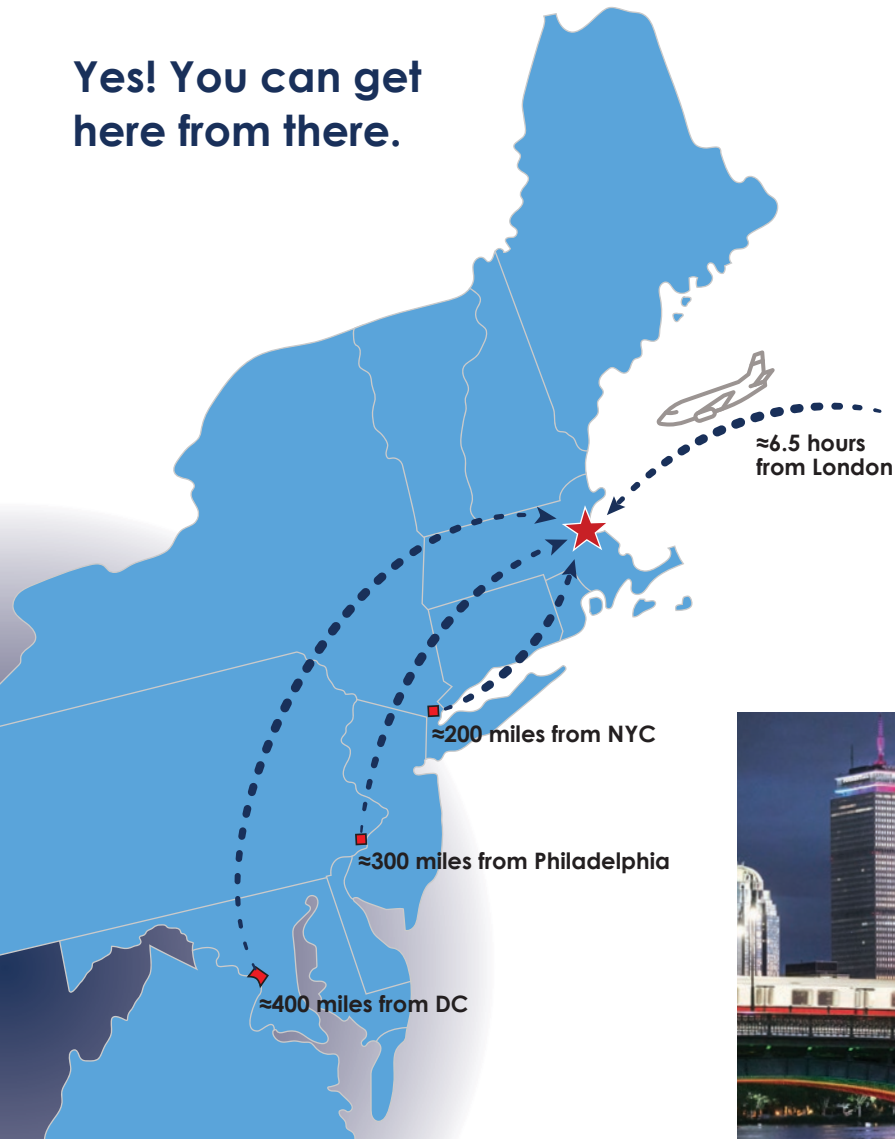 Yes! You can get
here from there.
≈6.5 hours
from London
≈200 miles from NYC
≈300 miles from Philadelphia
≈400 miles from DC